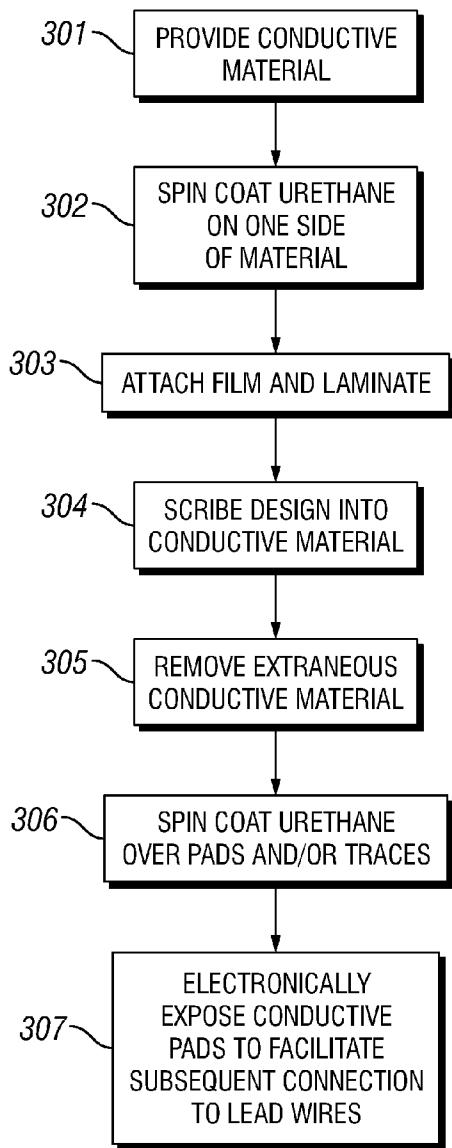 301
PROVIDE CONDUCTIVE
MATERIAL
302
SPIN COAT URETHANE
ON ONE SIDE
OF MATERIAL
303
ATTACH FILM AND LAMINATE
304
SCRIBE DESIGN INTO
CONDUCTIVE MATERIAL
305
REMOVE EXTRANEOUS
CONDUCTIVE MATERIAL
306
SPIN COAT URETHANE
OVER PADS AND/OR TRACES
307
ELECTRONICALLY
EXPOSE CONDUCTIVE
PADS TO FACILITATE
SUBSEQUENT CONNECTION
TO LEAD WIRES